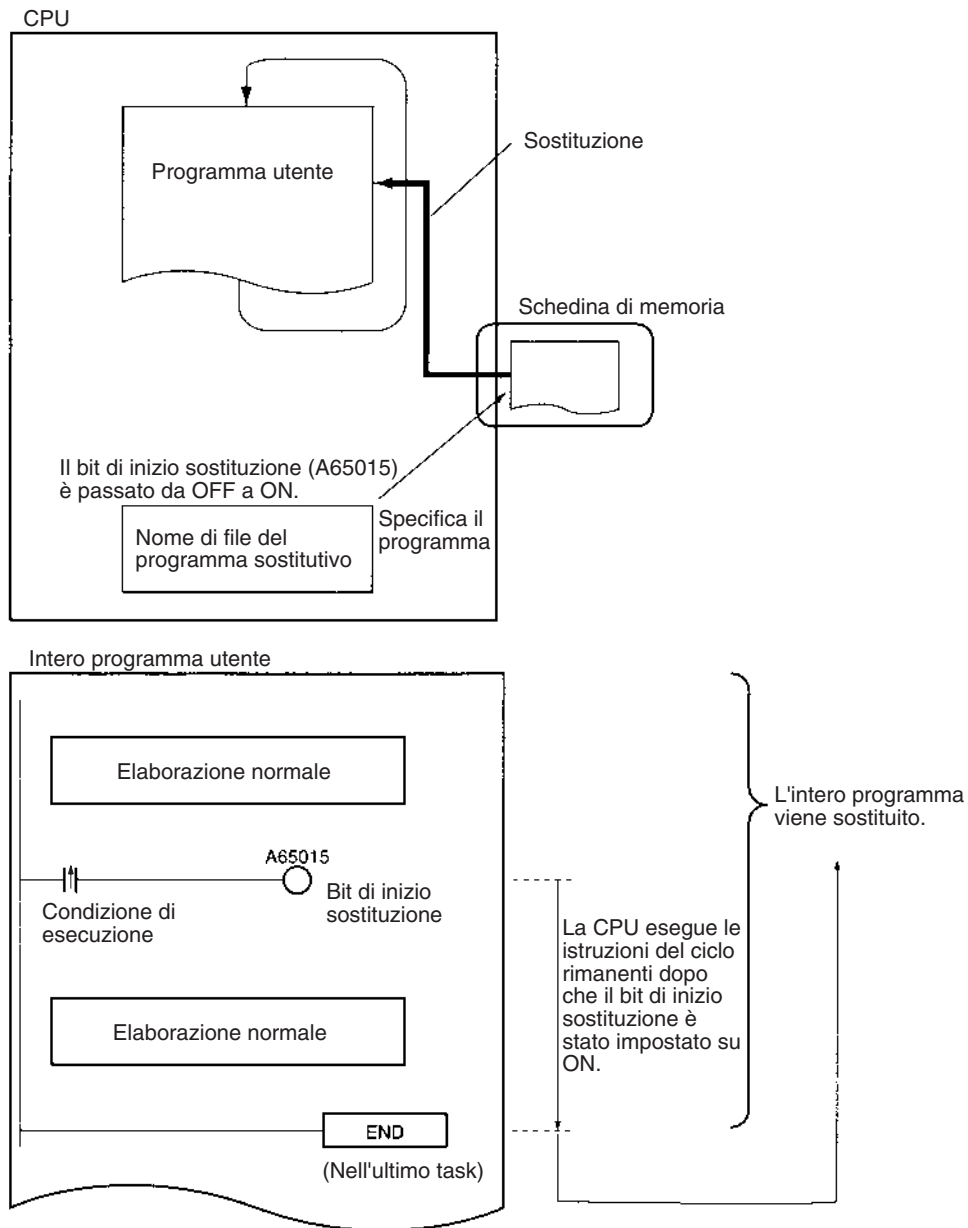 CPU
Programma utente
Sostituzione
Schedina di memoria
Il bit di inizio sostituzione (A65015)
è passato da OFF a ON.
Nome di file del
programma sostitutivo
Specifica il
programma
Intero programma utente
Elaborazione normale
A65015
Bit di inizio
sostituzione
Condizione di
esecuzione
Elaborazione normale
END
(Nell'ultimo task)
La CPU esegue le
istruzioni del ciclo
rimanenti dopo
che il bit di inizio
sostituzione è
stato impostato su
ON.
L'intero programma
viene sostituito.